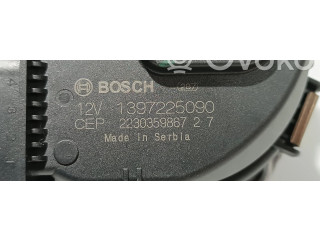 BOSCH
12V 1397225090
CEP 2230359867 2 7
Made In Serbia